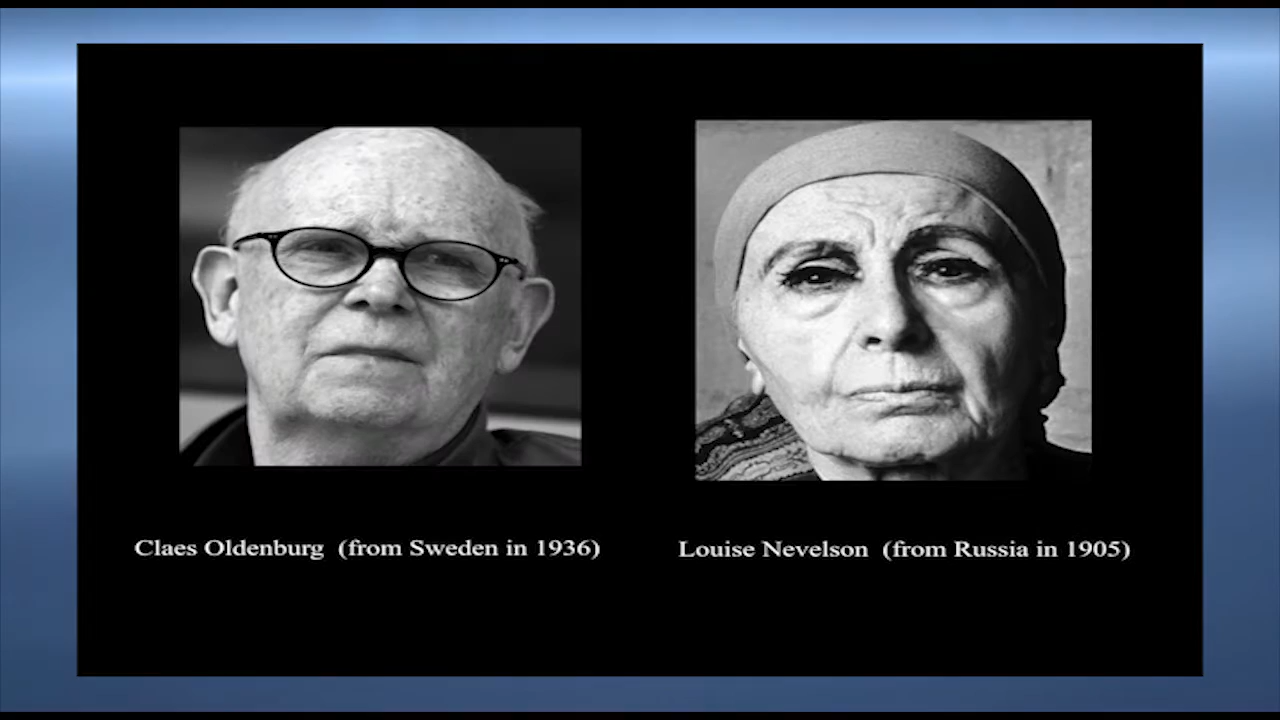 Claes Oldenburg (from Sweden in 1936)
Louise Nevelson (from Russia in 1905)